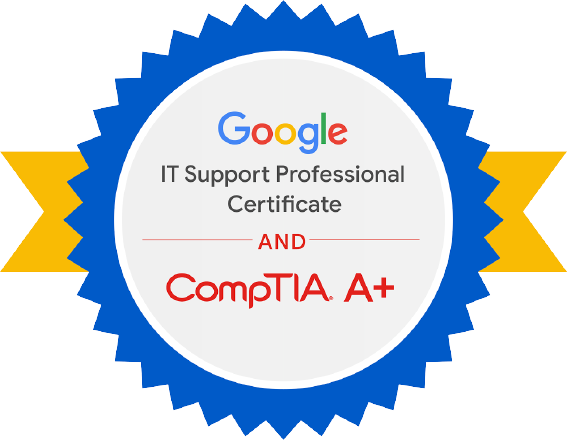 Google
IT Support Professional
Certificate
AND
CompTIA. A+